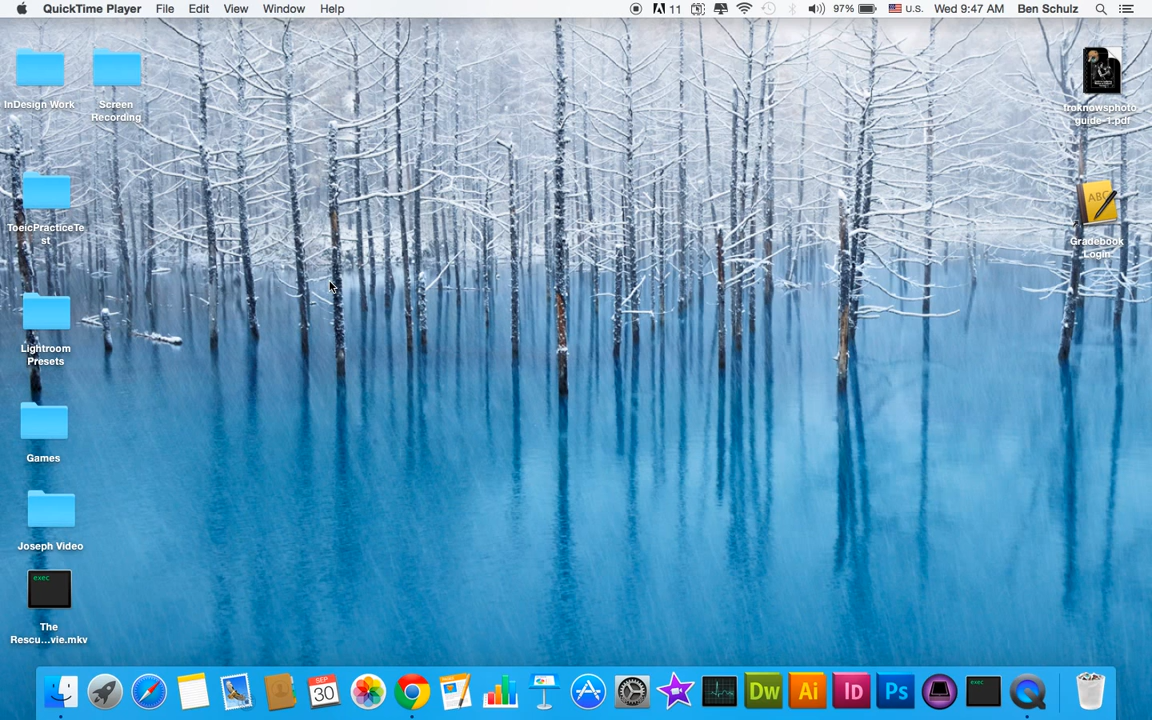 QuickTime Player File Edit View Window Help 11 97% U.S. Wed 9:47 AM Ben Schulz
InDesign Work
Screen
Recording
ToeicPracticeTe
st
Lightroom
Presets
Games
Joseph Video
exec
The
Rescu...vie.mkv
froknowsphoto
guide-1.pdf
ABC
Gradebook
Login
SEP
30
Dw
Ai
Id
Ps
exec